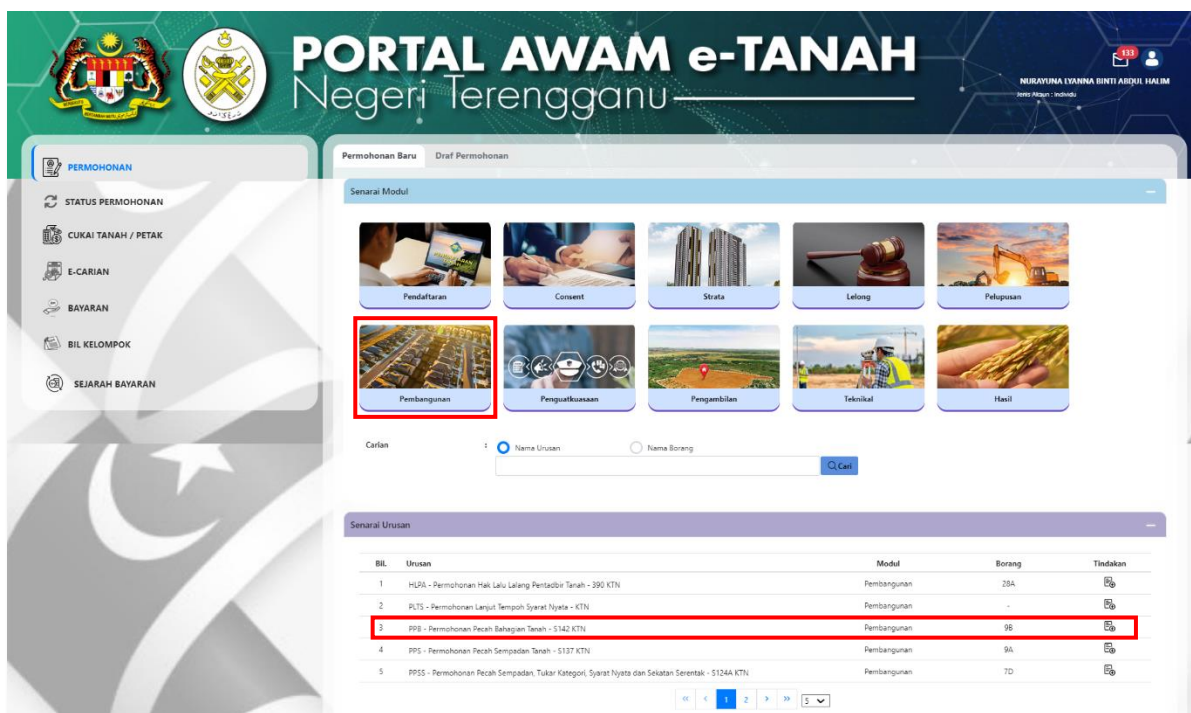 PORTAL AWAM e-TANAH
Negeri Terengganu
133
NURAYUNA LYANNA BINTI ABDUL HALIM
Jenis Akaun : Individu
PERMOHONAN
STATUS PERMOHONAN
CUKAI TANAH / PETAK
E-CARIAN
BAYARAN
BIL KELOMPOK
SEJARAH BAYARAN
Permohonan Baru Draf Permohonan
Senarai Modul
Pendaftaran Consent Strata Lelong Pelupusan
Pembangunan Penguatkuasaan Pengambilan Teknikal Hasil
Carian : Nama Urusan Nama Borang
Cari
Senarai Urusan
Bil. Urusan Modul Borang Tindakan
1 HLPA - Permohonan Hak Lalu Lalang Pentadbir Tanah - 390 KTN Pembangunan 28A
2 PLTS - Permohonan Lanjut Tempoh Syarat Nyata - KTN Pembangunan -
3 PPB - Permohonan Pecah Bahagian Tanah - S142 KTN Pembangunan 9B
4 PPS - Permohonan Pecah Sempadan Tanah - S137 KTN Pembangunan 9A
5 PPSS - Permohonan Pecah Sempadan, Tukar Kategori, Syarat Nyata dan Sekatan Serentak - S124A KTN Pembangunan 7D
« < 1 2 > » 5